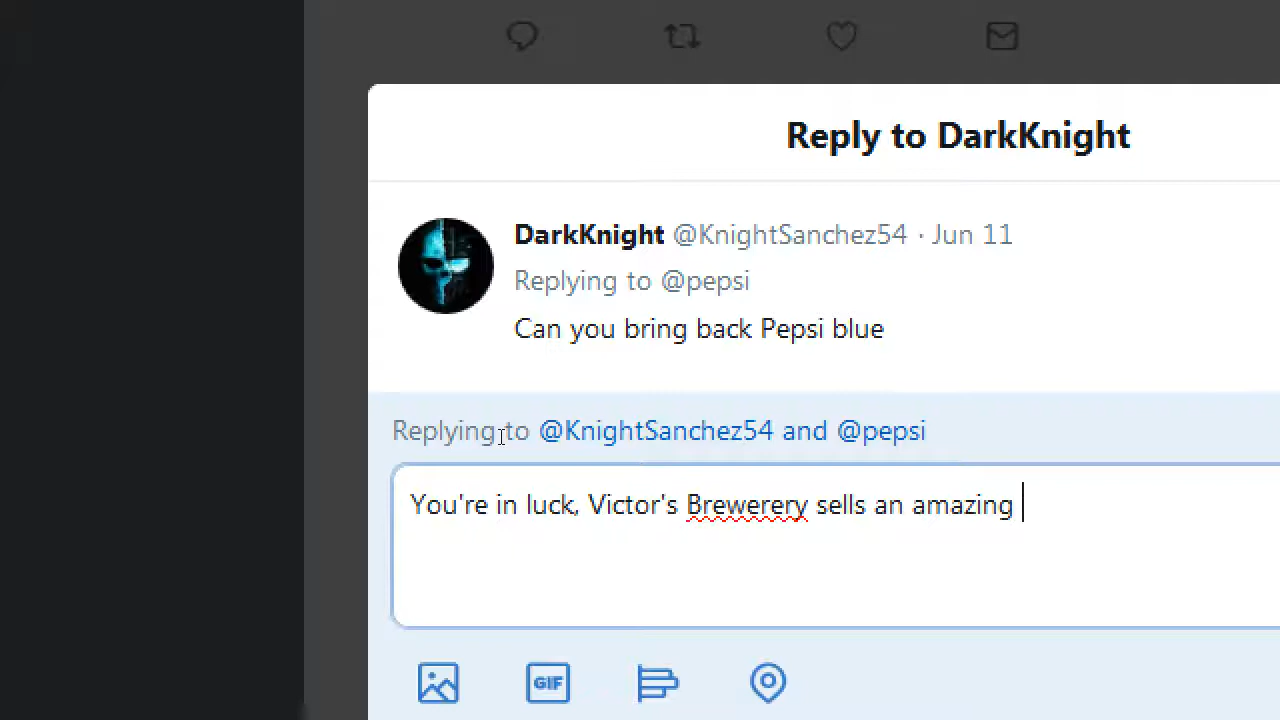 Reply to DarkKnight
DarkKnight @KnightSanchez54 · Jun 11
Replying to @pepsi
Can you bring back Pepsi blue
Replying to @KnightSanchez54 and @pepsi
You're in luck, Victor's Brewerery sells an amazing
GIF